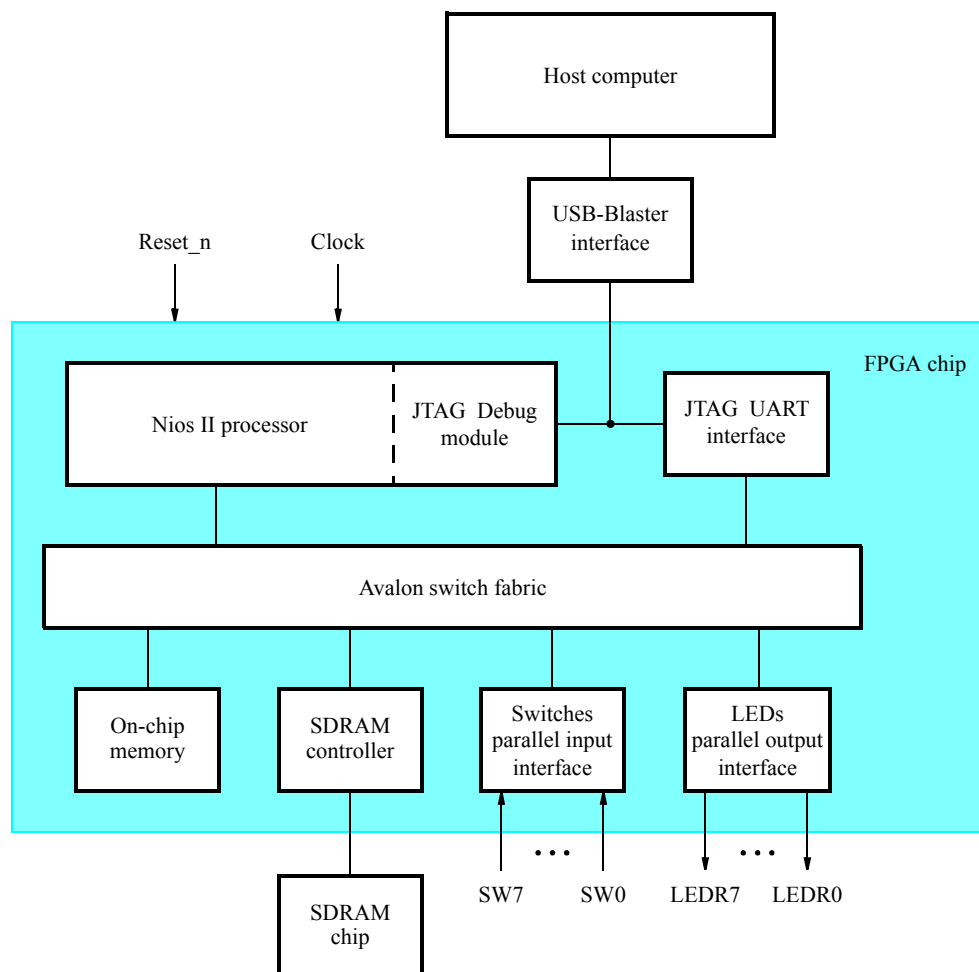 Host computer
USB-Blaster
interface
Reset_n
Clock
FPGA chip
Nios II processor
JTAG Debug
module
JTAG UART
interface
Avalon switch fabric
On-chip
memory
SDRAM
controller
Switches
parallel input
interface
LEDs
parallel output
interface
SW7
SW0
LEDR7
LEDR0
SDRAM
chip